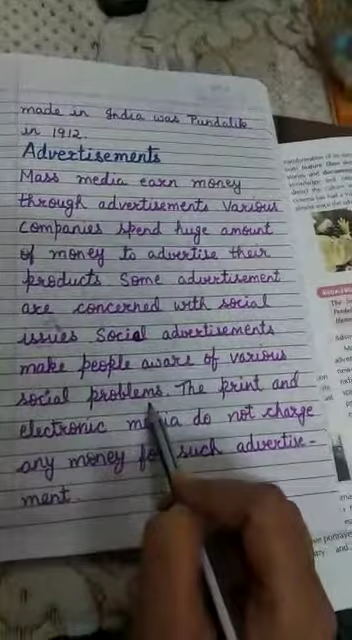 made in India was Pundalik
in 1912.
Advertisements
Mass media earn money
through advertisements Various
companies spend huge amount
of money to advertise their
products Some advertisement
are concerned with social
issues Social advertisements
make people aware of various
social problems. The print and
electronic media do not charge
any money for such advertise-
ment